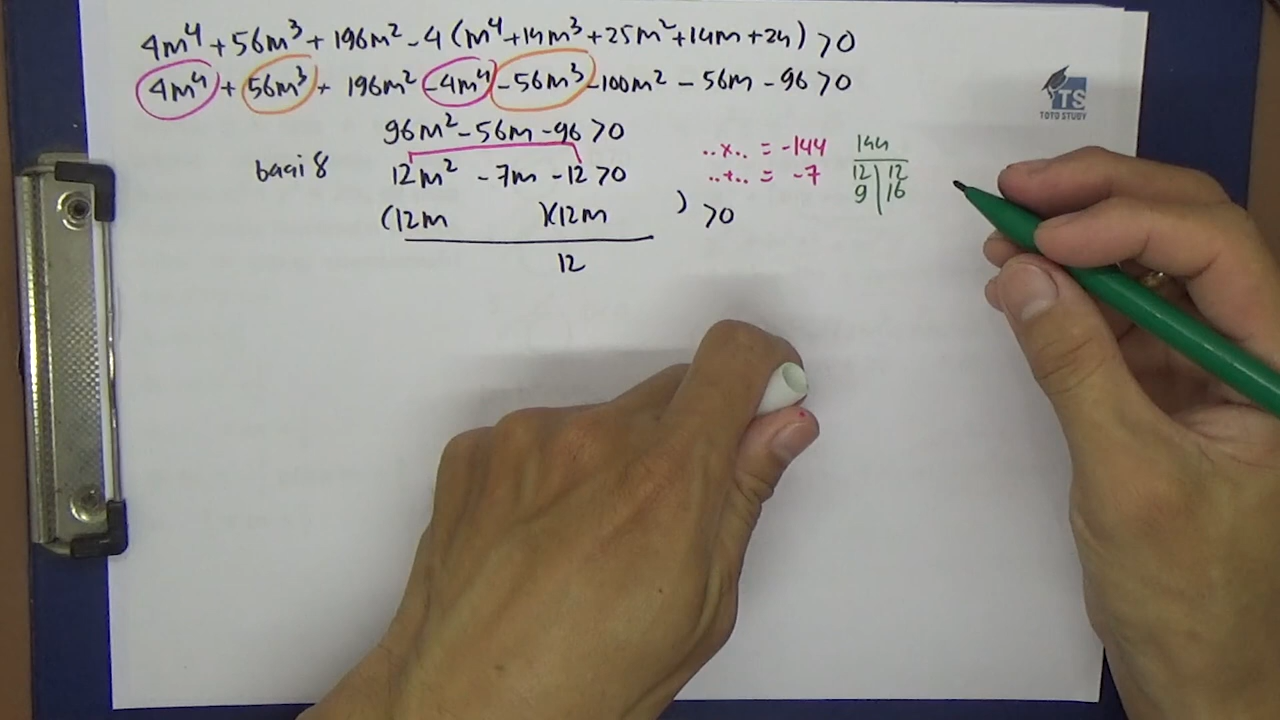 4m⁴ + 56m³ + 196m² - 4 (m⁴ + 14m³ + 25m² + 14m + 24) > 0
4m⁴ + 56m³ + 196m² - 4m⁴ - 56m³ - 100m² - 56m - 96 > 0
96m² - 56m - 96 > 0
bagi 8 12m² - 7m - 12 > 0
(12m )(12m ) > 0
12
..x.. = -144
..+.. = -7
144
12 | 12
9 | 16
TS
TOTO STUDY